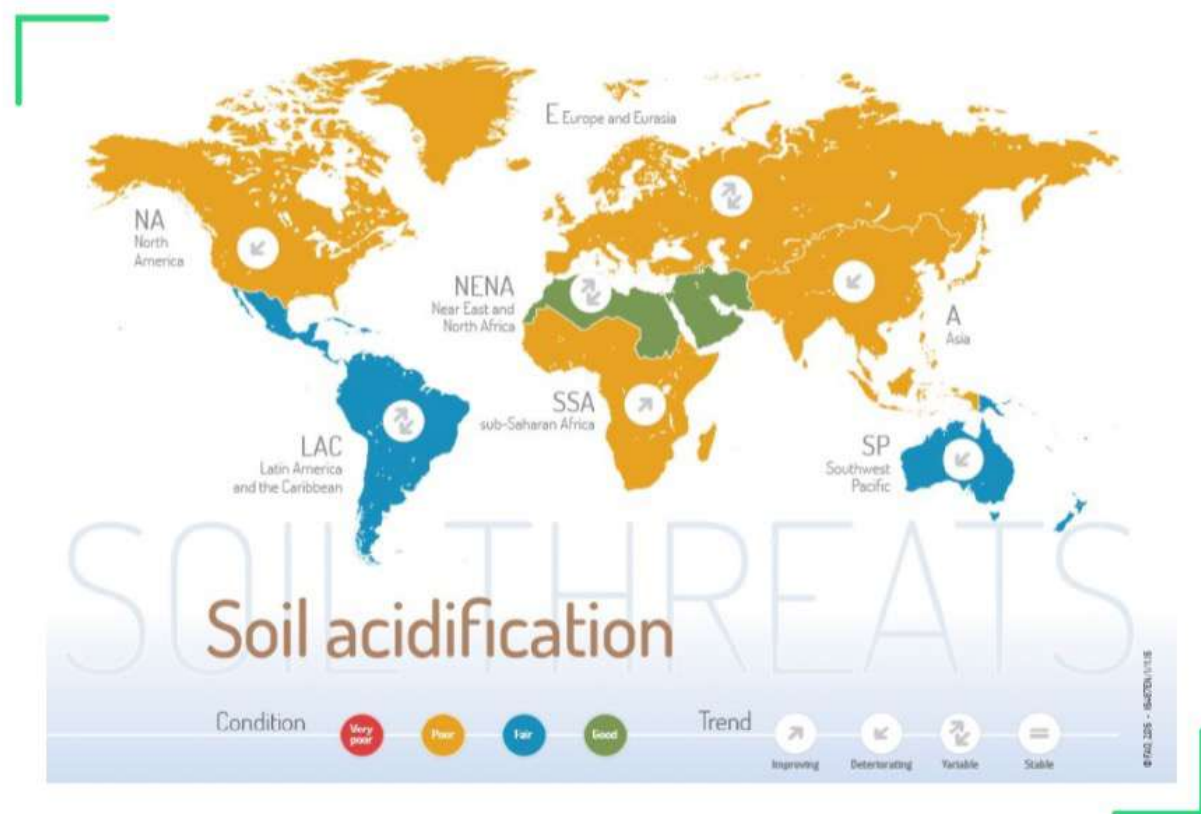 E Europe and Eurasia
NA
North
America
NENA
Near East and
North Africa
A
Asia
SSA
sub-Saharan Africa
LAC
Latin America
and the Caribbean
SP
Southwest
Pacific
SOIL THREATS
Soil acidification
Condition
Very
poor
Poor
Fair
Good
Trend
Improving
Deteriorating
Variable
Stable
© FAO,